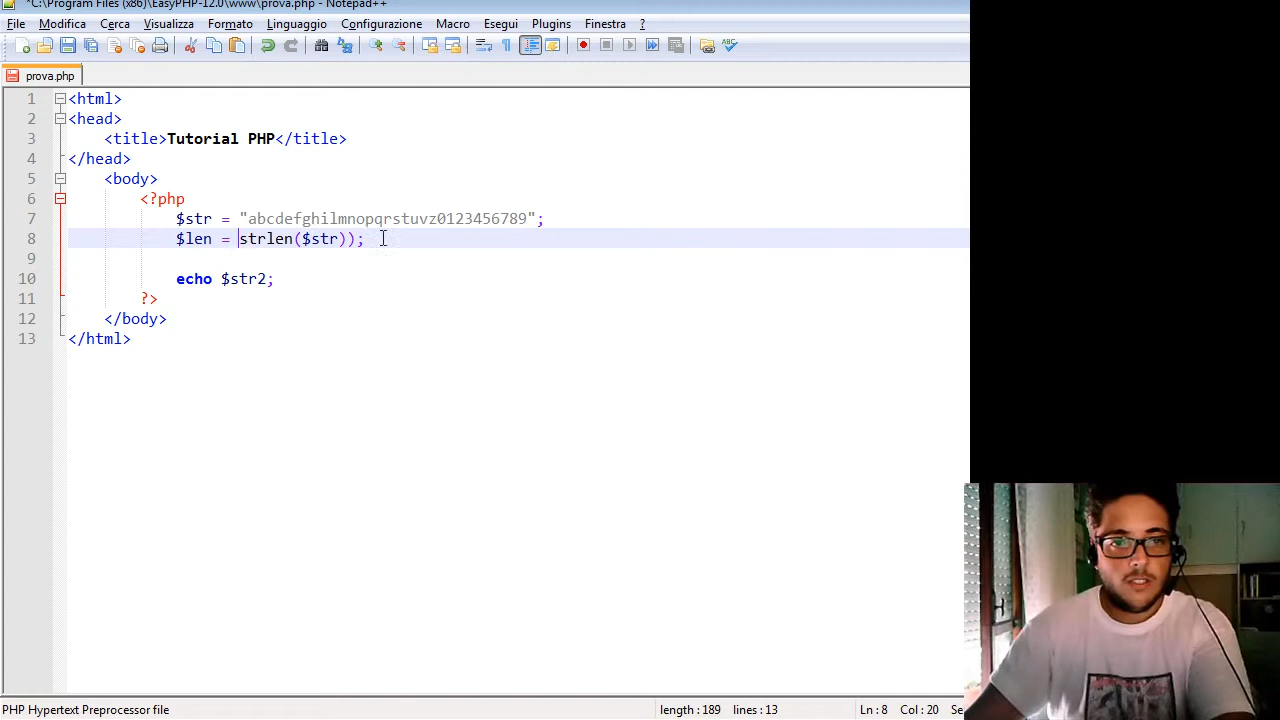 *C:\Program Files (x86)\EasyPHP-12.0\www\prova.php - Notepad++
File Modifica Cerca Visualizza Formato Linguaggio Configurazione Macro Esegui Plugins Finestra ?
prova.php
1 <html>
2 <head>
3 <title>Tutorial PHP</title>
4 </head>
5 <body>
6 <?php
7 $str = "abcdefghilmnopqrstuvz0123456789";
8 $len = strlen($str));
9
10 echo $str2;
11 ?>
12 </body>
13 </html>
PHP Hypertext Preprocessor file length : 189 lines : 13 Ln : 8 Col : 20 Se